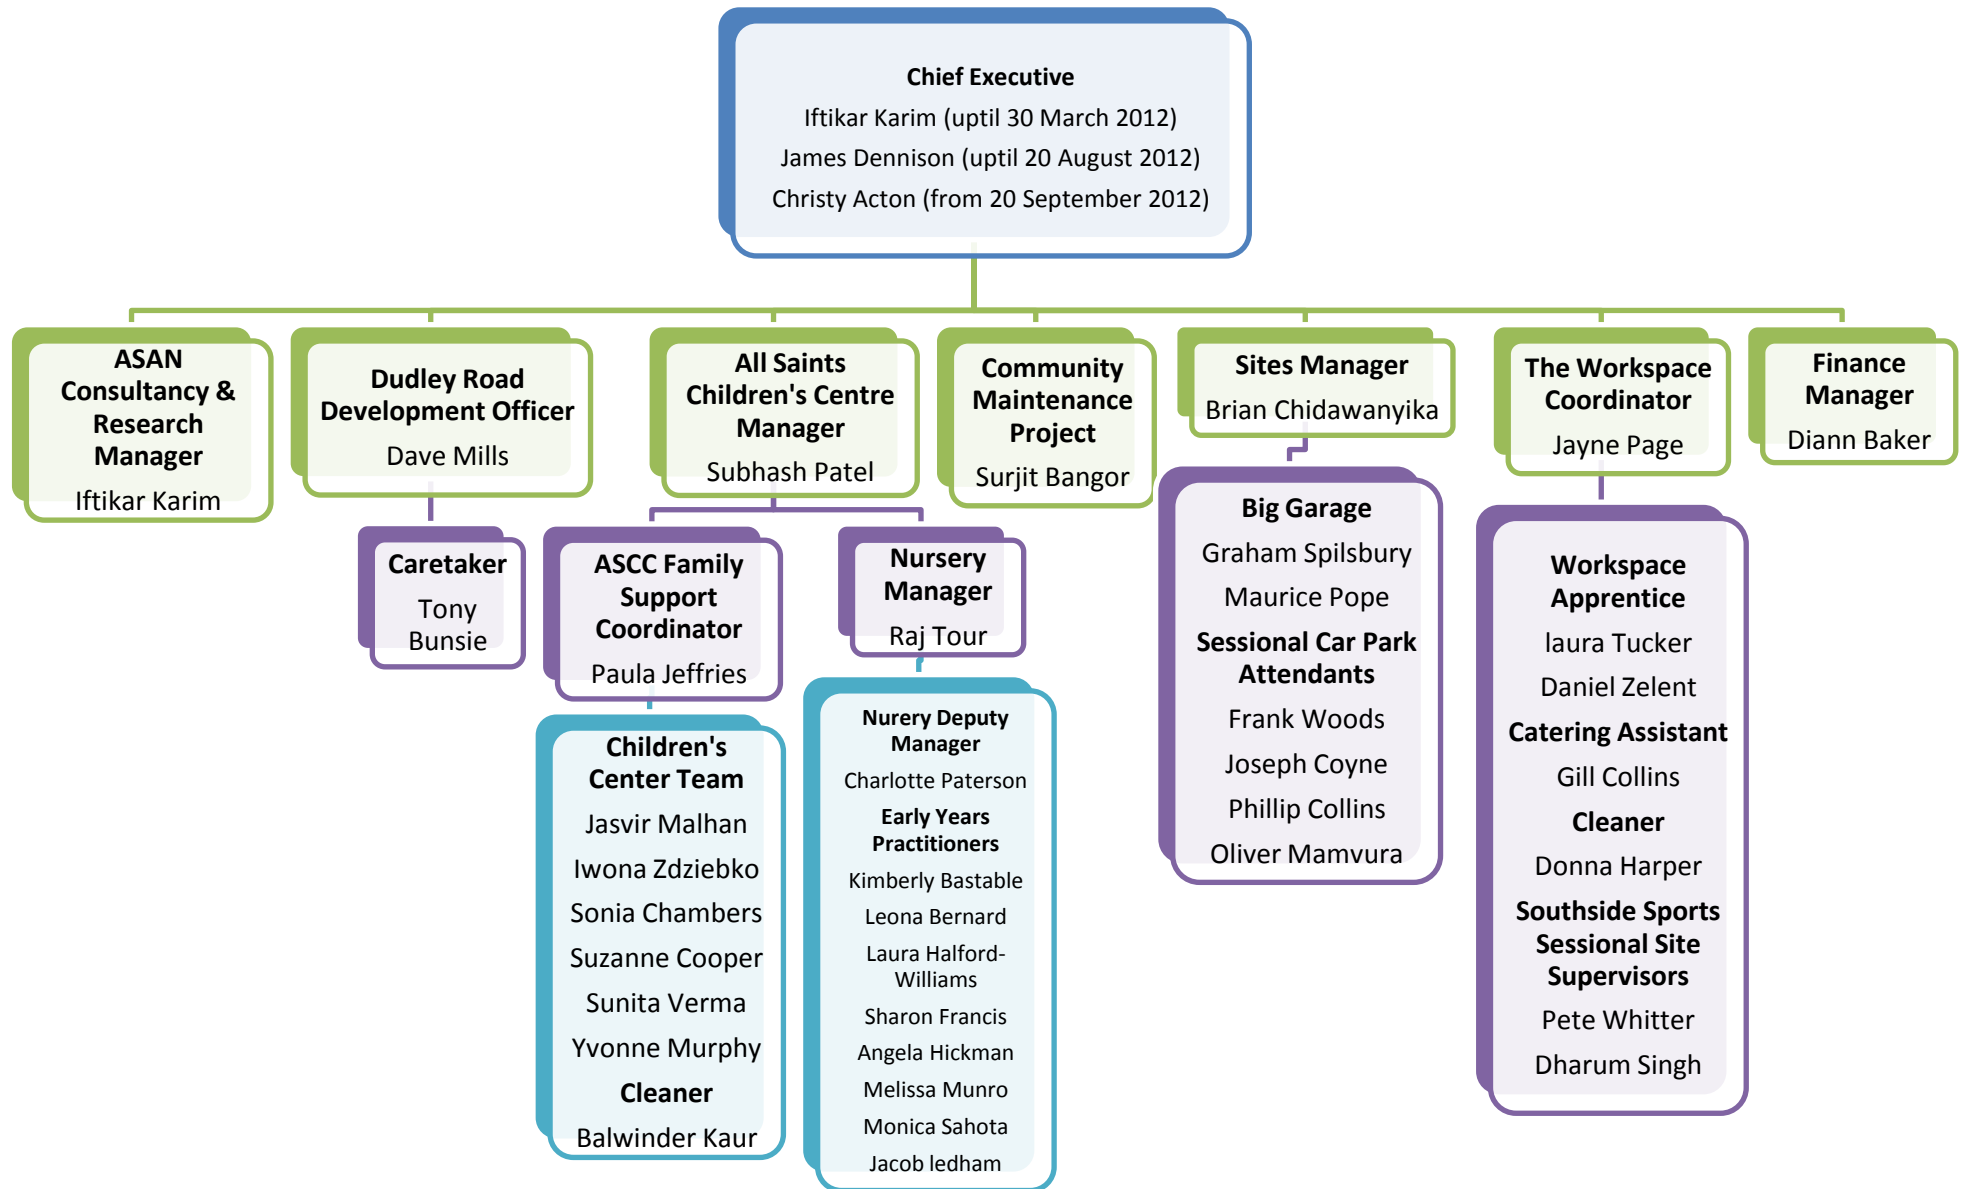 Chief Executive
Iftikar Karim (uptil 30 March 2012)
James Dennison (uptil 20 August 2012)
Christy Acton (from 20 September 2012)
ASAN
Consultancy &
Research
Manager
Iftikar Karim
Dudley Road
Development Officer
Dave Mills
All Saints
Children's Centre
Manager
Subhash Patel
Community
Maintenance
Project
Surjit Bangor
Sites Manager
Brian Chidawanyika
The Workspace
Coordinator
Jayne Page
Finance
Manager
Diann Baker
Caretaker
Tony
Bunsie
ASCC Family
Support
Coordinator
Paula Jeffries
Nursery
Manager
Raj Tour
Big Garage
Graham Spilsbury
Maurice Pope
Sessional Car Park
Attendants
Frank Woods
Joseph Coyne
Phillip Collins
Oliver Mamvura
Workspace
Apprentice
laura Tucker
Daniel Zelent
Catering Assistant
Gill Collins
Cleaner
Donna Harper
Southside Sports
Sessional Site
Supervisors
Pete Whitter
Dharum Singh
Children's
Center Team
Jasvir Malhan
Iwona Zdziebko
Sonia Chambers
Suzanne Cooper
Sunita Verma
Yvonne Murphy
Cleaner
Balwinder Kaur
Nurery Deputy
Manager
Charlotte Paterson
Early Years
Practitioners
Kimberly Bastable
Leona Bernard
Laura Halford-
Williams
Sharon Francis
Angela Hickman
Melissa Munro
Monica Sahota
Jacob ledham